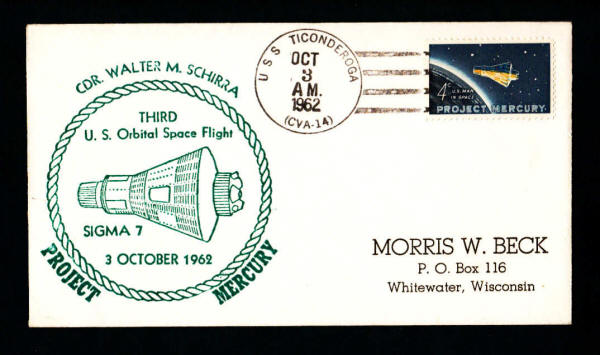 CDR. WALTER M. SCHIRRA
THIRD
U. S. Orbital Space Flight
SIGMA 7
3 OCTOBER 1962
PROJECT MERCURY
U S S TICONDEROGA
OCT
3
A M.
1962
(CVA-14)
4¢ U.S. MAN
IN SPACE
PROJECT MERCURY
MORRIS W. BECK
P. O. Box 116
Whitewater, Wisconsin